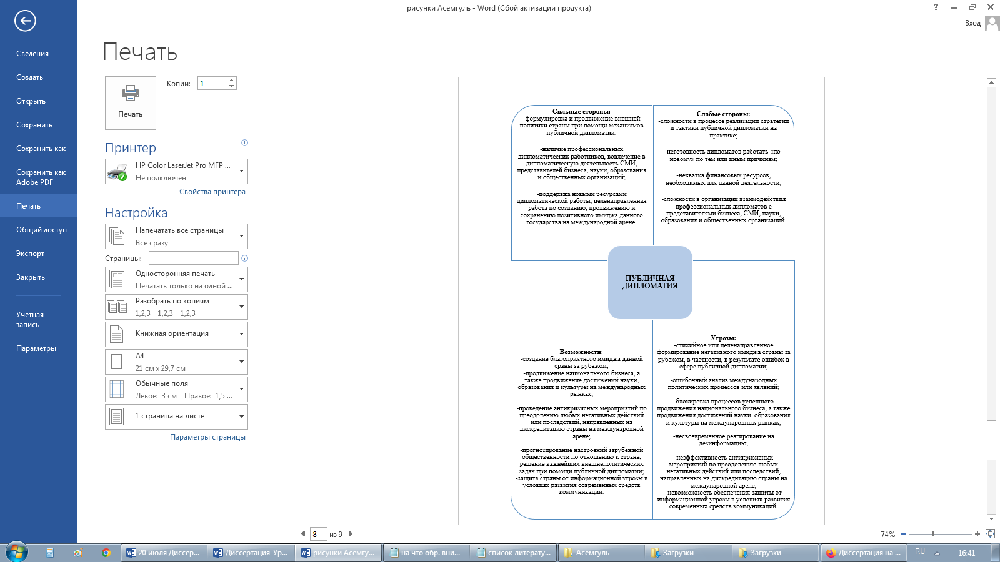 рисунки Асемгуль - Word (Сбой активации продукта)
Вход
Сведения
Создать
Открыть
Сохранить
Сохранить как
Сохранить как
Adobe PDF
Печать
Общий доступ
Экспорт
Закрыть
Учетная
запись
Параметры
Печать
Печать
Копии: 1
Принтер
HP Color LaserJet Pro MFP ...
Не подключен
Свойства принтера
Настройка
Напечатать все страницы
Все сразу
Страницы:
Односторонняя печать
Печатать только на одной ...
Разобрать по копиям
1,2,3 1,2,3 1,2,3
Книжная ориентация
A4
21 см x 29,7 см
Обычные поля
Левое: 3 см Правое: 1,5 ...
1 страница на листе
Параметры страницы
Сильные стороны:
-формулировка и продвижение внешней
политики страны при помощи механизмов
публичной дипломатии;
-наличие профессиональных
дипломатических работников, вовлечение в
дипломатическую деятельность СМИ,
представителей бизнеса, науки, образования
и общественных организаций;
-поддержка новыми ресурсами
дипломатической работы, целенаправленная
работа по созданию, продвижению и
сохранению позитивного имиджа данного
государства на международной арене.
Слабые стороны:
-сложности в процессе реализации стратегии
и тактики публичной дипломатии на
практике;
-неготовность дипломатов работать «по-
новому» по тем или иным причинам;
-нехватка финансовых ресурсов,
необходимых для данной деятельности;
-сложности в организации взаимодействия
профессиональных дипломатов с
представителями бизнеса, СМИ, науки,
образования и общественных организаций.
ПУБЛИЧНАЯ
ДИПЛОМАТИЯ
Возможности:
-создание благоприятного имиджа данной
сраны за рубежом;
-продвижение национального бизнеса, а
также продвижение достижений науки,
образования и культуры на международных
рынках;
-проведение антикризисных мероприятий по
преодолению любых негативных действий
или последствий, направленных на
дискредитацию страны на международной
арене;
-прогнозирование настроений зарубежной
общественности по отношению к стране,
решение важнейших внешнеполитических
задач при помощи публичной дипломатии;
-защита страны от информационной угрозы в
условиях развития современных средств
коммуникации.
Угрозы:
-стихийное или целенаправленное
формирование негативного имиджа страны за
рубежом, в частности, в результате ошибок в
сфере публичной дипломатии;
-ошибочный анализ международных
политических процессов или явлений;
-блокировка процессов успешного
продвижения национального бизнеса, а также
продвижения достижений науки, образования
и культуры на международных рынках;
-несвоевременное реагирование на
дезинформацию;
-неэффективность антикризисных
мероприятий по преодолению любых
негативных действий или последствий,
направленных на дискредитацию страны на
международной арене,
-невозможность обеспечения защиты от
информационной угрозы в условиях развития
современных средств коммуникаций.
8 из 9
74%
20 июля Диссер...
Диссертация_Ур...
рисунки Асемгу...
на что обр. вни...
список литерату...
Асемгуль
Загрузки
Загрузки
Диссертация на ...
RU
16:41